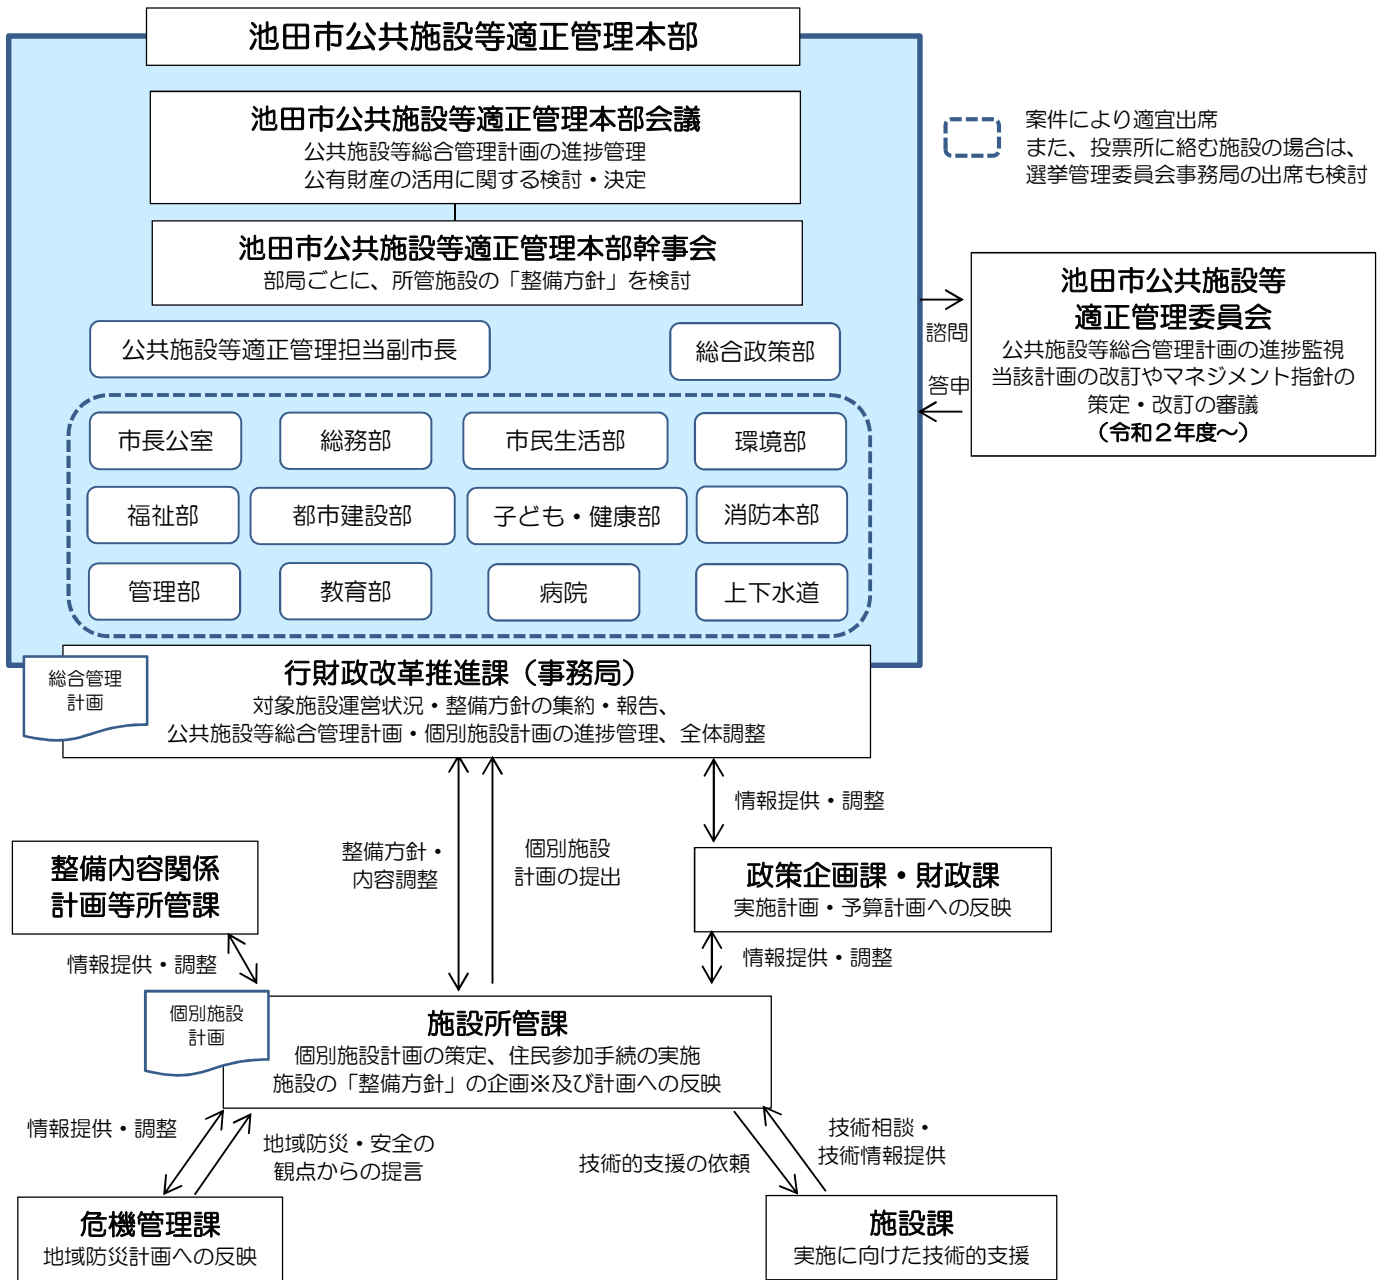 池田市公共施設等適正管理本部
池田市公共施設等適正管理本部会議
公共施設等総合管理計画の進捗管理
公有財産の活用に関する検討・決定
案件により適宜出席
また、投票所に絡む施設の場合は、
選挙管理委員会事務局の出席も検討
池田市公共施設等適正管理本部幹事会
部局ごとに、所管施設の「整備方針」を検討
池田市公共施設等
適正管理委員会
公共施設等総合管理計画の進捗監視
当該計画の改訂やマネジメント指針の
策定・改訂の審議
（令和２年度～）
諮問
答申
公共施設等適正管理担当副市長
総合政策部
市長公室
総務部
市民生活部
環境部
福祉部
都市建設部
子ども・健康部
消防本部
管理部
教育部
病院
上下水道
総合管理
計画
行財政改革推進課（事務局）
対象施設運営状況・整備方針の集約・報告、
公共施設等総合管理計画・個別施設計画の進捗管理、全体調整
整備方針・
内容調整
個別施設
計画の提出
情報提供・調整
整備内容関係
計画等所管課
政策企画課・財政課
実施計画・予算計画への反映
情報提供・調整
情報提供・調整
個別施設
計画
施設所管課
個別施設計画の策定、住民参加手続の実施
施設の「整備方針」の企画※及び計画への反映
情報提供・調整
地域防災・安全の
観点からの提言
技術的支援の依頼
技術相談・
技術情報提供
危機管理課
地域防災計画への反映
施設課
実施に向けた技術的支援